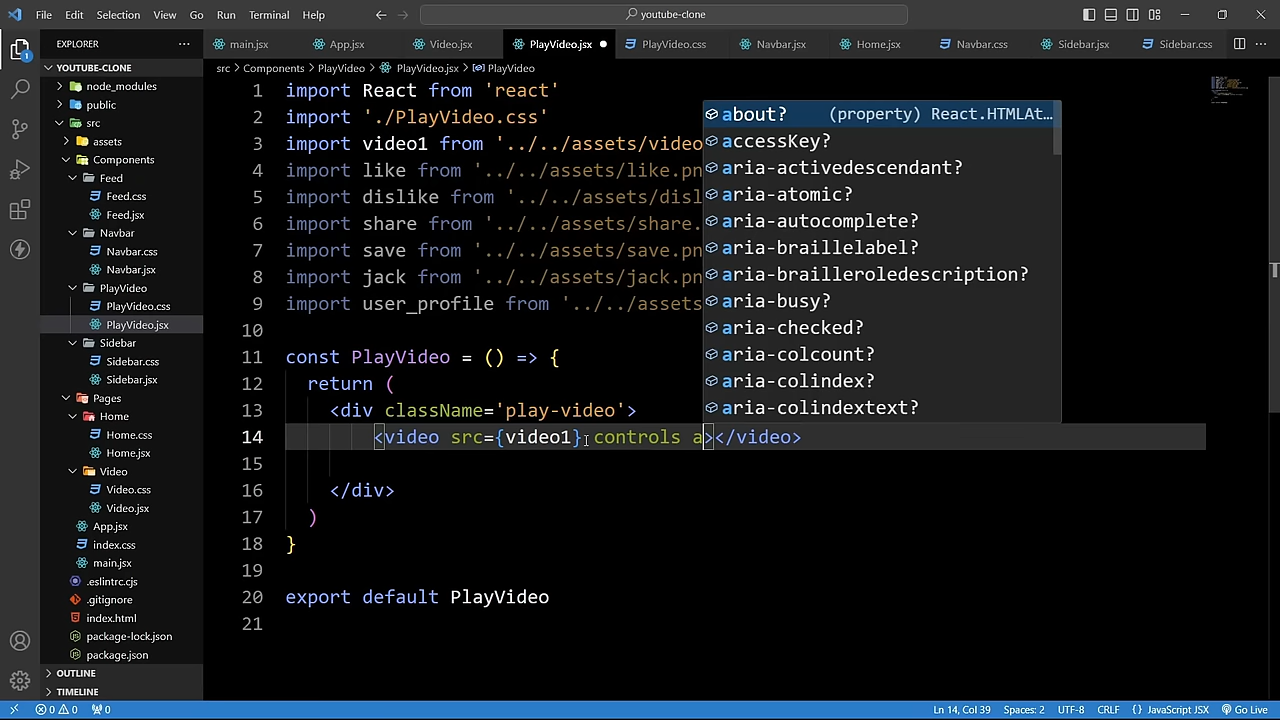 File Edit Selection View Go Run Terminal Help
youtube-clone
EXPLORER
main.jsx App.jsx Video.jsx PlayVideo.jsx PlayVideo.css Navbar.jsx Home.jsx Navbar.css Sidebar.jsx Sidebar.css
src > Components > PlayVideo > PlayVideo.jsx > PlayVideo
YOUTUBE-CLONE
node_modules
public
src
assets
Components
Feed
Feed.css
Feed.jsx
Navbar
Navbar.css
Navbar.jsx
PlayVideo
PlayVideo.css
PlayVideo.jsx
Sidebar
Sidebar.css
Sidebar.jsx
Pages
Home
Home.css
Home.jsx
Video
Video.css
Video.jsx
App.jsx
index.css
main.jsx
.eslintrc.cjs
.gitignore
index.html
package-lock.json
package.json
OUTLINE
TIMELINE
1 import React from 'react'
2 import './PlayVideo.css'
3 import video1 from '../../assets/video
4 import like from '../../assets/like.pn
5 import dislike from '../../assets/disl
6 import share from '../../assets/share.
7 import save from '../../assets/save.pn
8 import jack from '../../assets/jack.pn
9 import user_profile from '../../assets
10
11 const PlayVideo = () => {
12 return (
13 <div className='play-video'>
14 <video src={video1} controls a></video>
15
16 </div>
17 )
18 }
19
20 export default PlayVideo
21
about? (property) React.HTMLAt…
accessKey?
aria-activedescendant?
aria-atomic?
aria-autocomplete?
aria-braillelabel?
aria-brailleroledescription?
aria-busy?
aria-checked?
aria-colcount?
aria-colindex?
aria-colindextext?
0 0 0 Ln 14, Col 39 Spaces: 2 UTF-8 CRLF {} JavaScript JSX Go Live